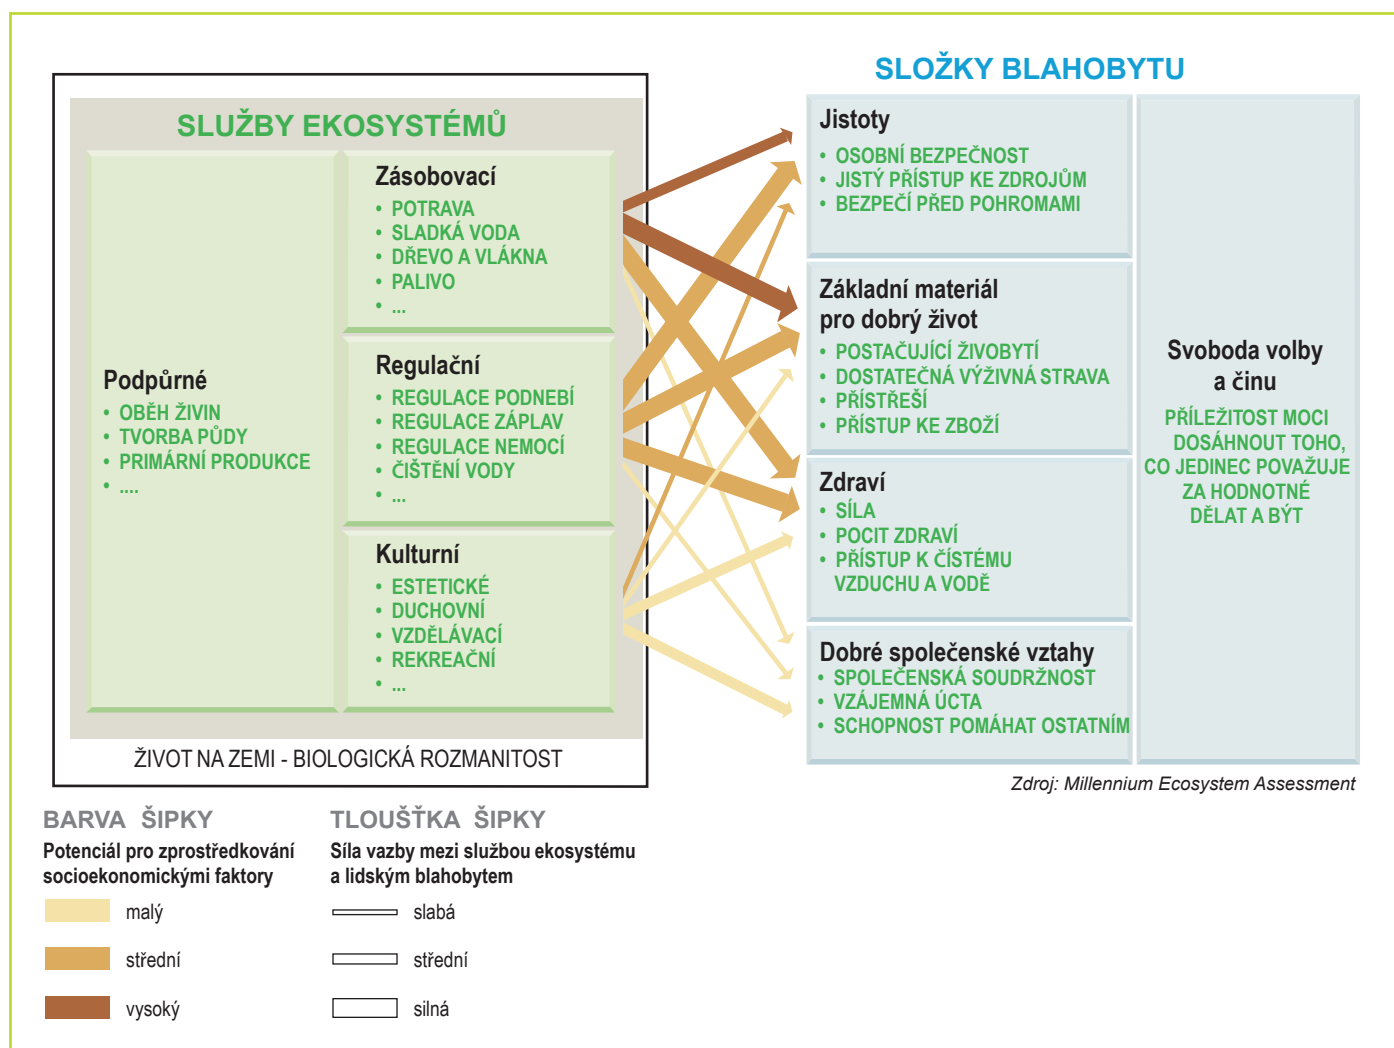 SLUŽBY EKOSYSTÉMŮ
Podpůrné
• OBĚH ŽIVIN
• TVORBA PŮDY
• PRIMÁRNÍ PRODUKCE
• ....
Zásobovací
• POTRAVA
• SLADKÁ VODA
• DŘEVO A VLÁKNA
• PALIVO
• ...
Regulační
• REGULACE PODNEBÍ
• REGULACE ZÁPLAV
• REGULACE NEMOCÍ
• ČIŠTĚNÍ VODY
• ...
Kulturní
• ESTETICKÉ
• DUCHOVNÍ
• VZDĚLÁVACÍ
• REKREAČNÍ
• ...
ŽIVOT NA ZEMI - BIOLOGICKÁ ROZMANITOST
SLOŽKY BLAHOBYTU
Jistoty
• OSOBNÍ BEZPEČNOST
• JISTÝ PŘÍSTUP KE ZDROJŮM
• BEZPEČÍ PŘED POHROMAMI
Základní materiál
pro dobrý život
• POSTAČUJÍCÍ ŽIVOBYTÍ
• DOSTATEČNÁ VÝŽIVNÁ STRAVA
• PŘÍSTŘEŠÍ
• PŘÍSTUP KE ZBOŽÍ
Zdraví
• SÍLA
• POCIT ZDRAVÍ
• PŘÍSTUP K ČÍSTÉMU
VZDUCHU A VODĚ
Dobré společenské vztahy
• SPOLEČENSKÁ SOUDRŽNOST
• VZÁJEMNÁ ÚCTA
• SCHOPNOST POMÁHAT OSTATNÍM
Svoboda volby
a činu
PŘÍLEŽITOST MOCI
DOSÁHNOUT TOHO,
CO JEDINEC POVAŽUJE
ZA HODNOTNÉ
DĚLAT A BÝT
Zdroj: Millennium Ecosystem Assessment
BARVA ŠIPKY
Potenciál pro zprostředkování
socioekonomickými faktory
malý
střední
vysoký
TLOUŠŤKA ŠIPKY
Síla vazby mezi službou ekosystému
a lidským blahobytem
slabá
střední
silná